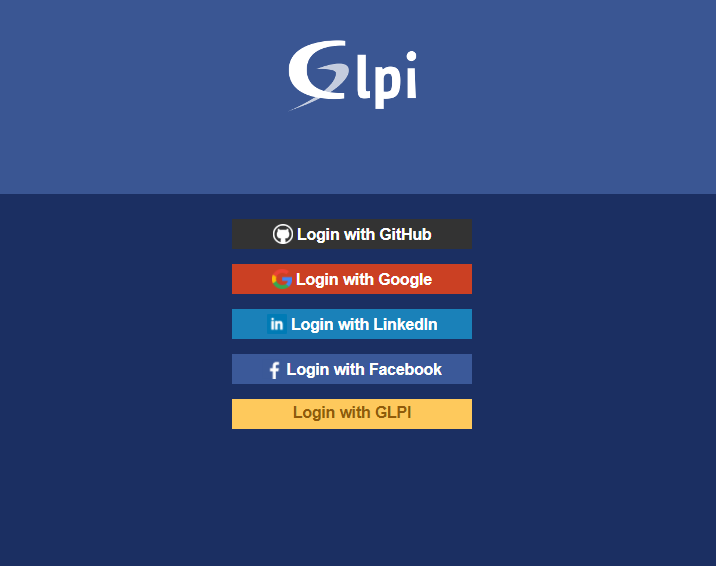 Glpi
Login with GitHub
Login with Google
in Login with LinkedIn
f Login with Facebook
Login with GLPI